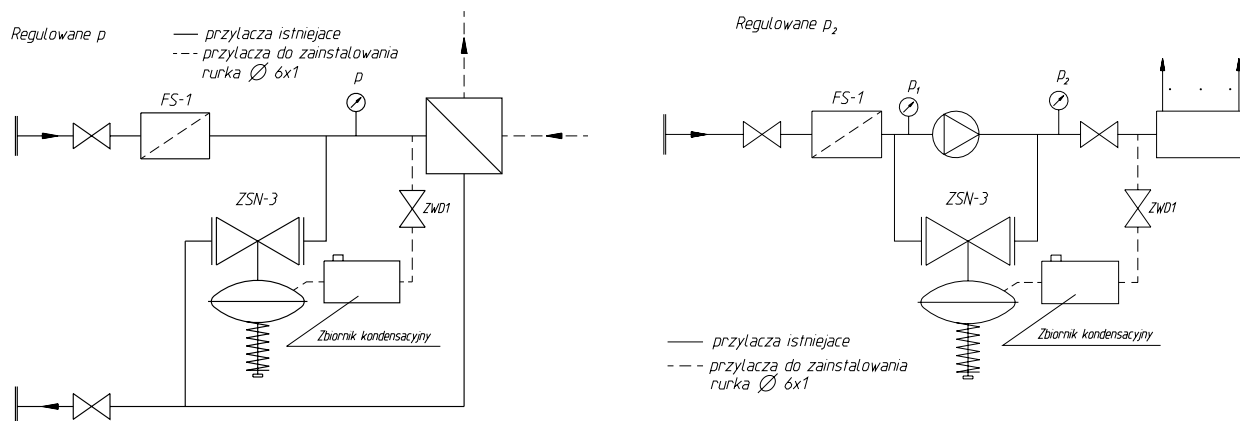 Regulowane p
przylacza istniejace
przylacza do zainstalowania
rurka Ø 6x1
p
FS-1
ZSN-3
ZWD1
Zbiornik kondensacyjny
Regulowane p₂
p₁
p₂
FS-1
ZSN-3
ZWD1
Zbiornik kondensacyjny
przylacza istniejace
przylacza do zainstalowania
rurka Ø 6x1